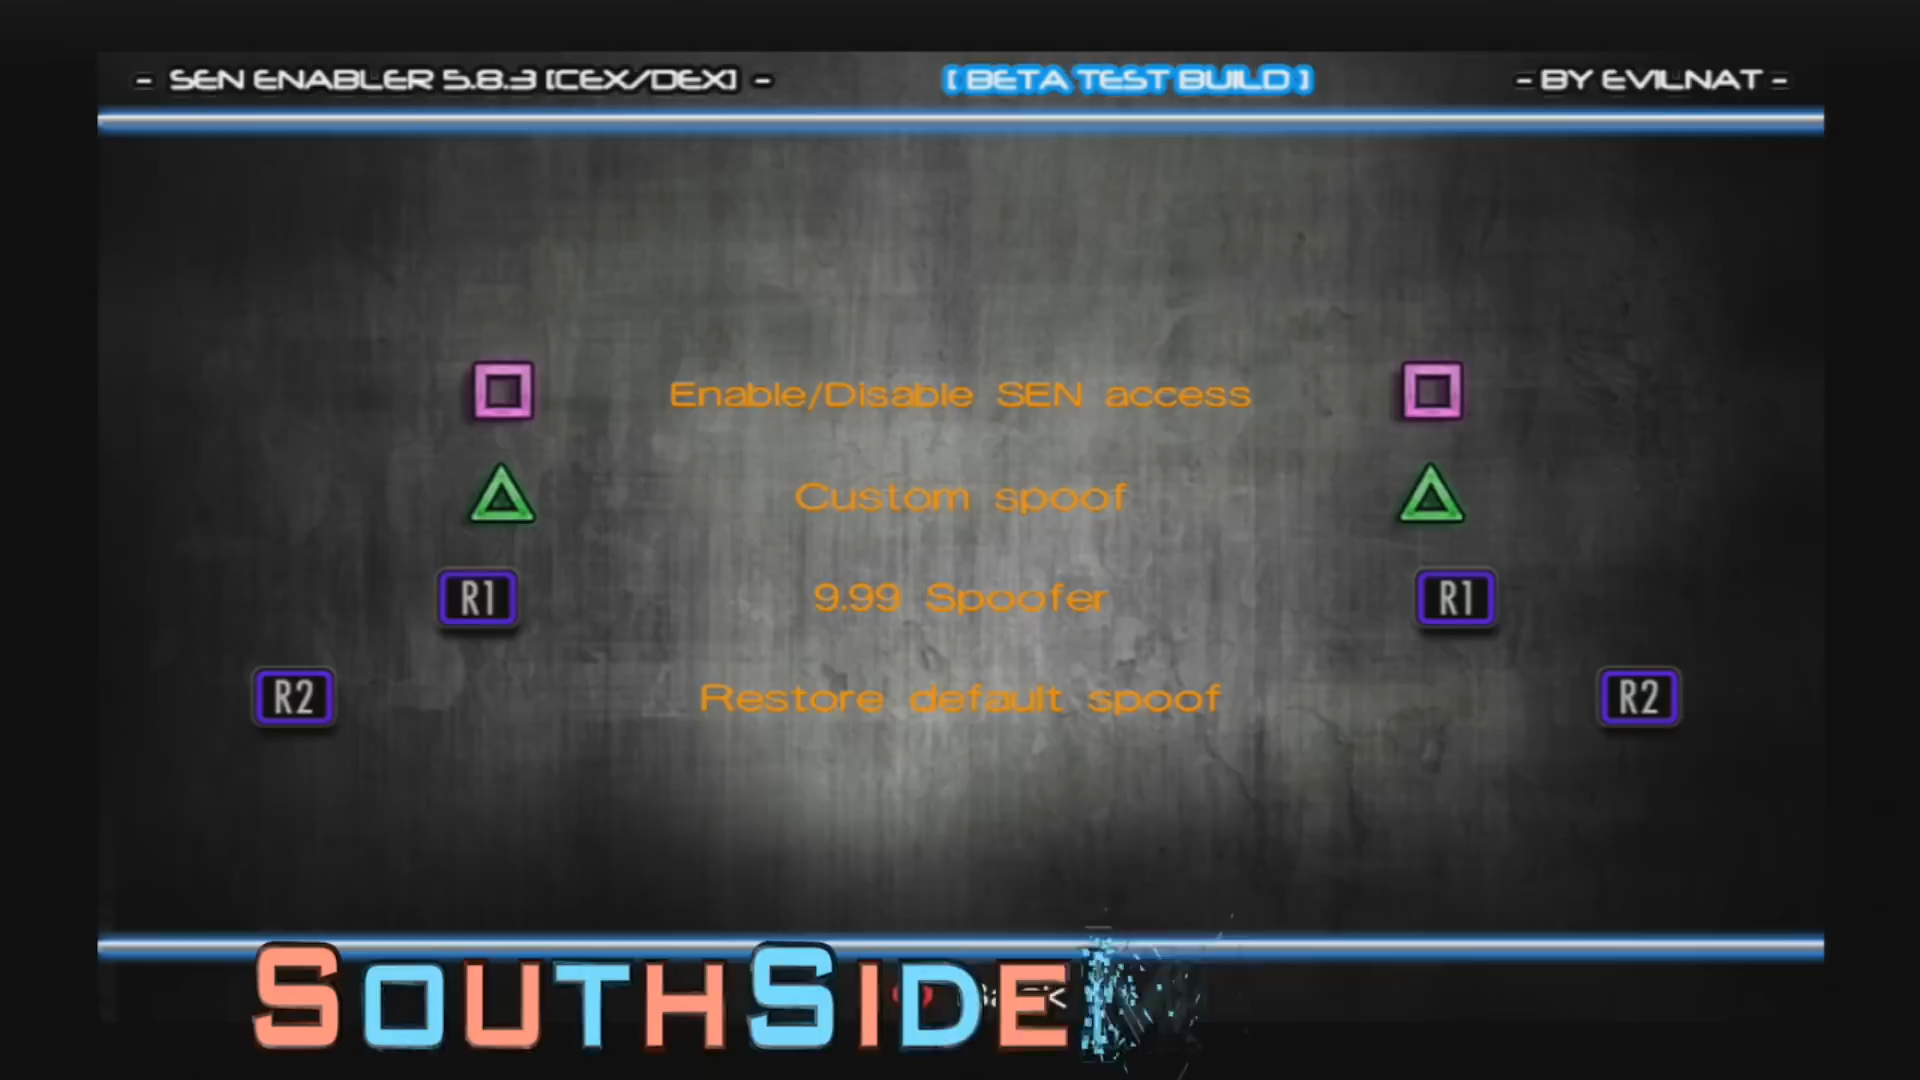 - SEN ENABLER 5.8.3 [CEX/DEX] -
[ BETA TEST BUILD ]
- BY EVILNAT -
Enable/Disable SEN access
Custom spoof
R1 9.99 Spoofer R1
R2 Restore default spoof R2
SOUTHSIDE